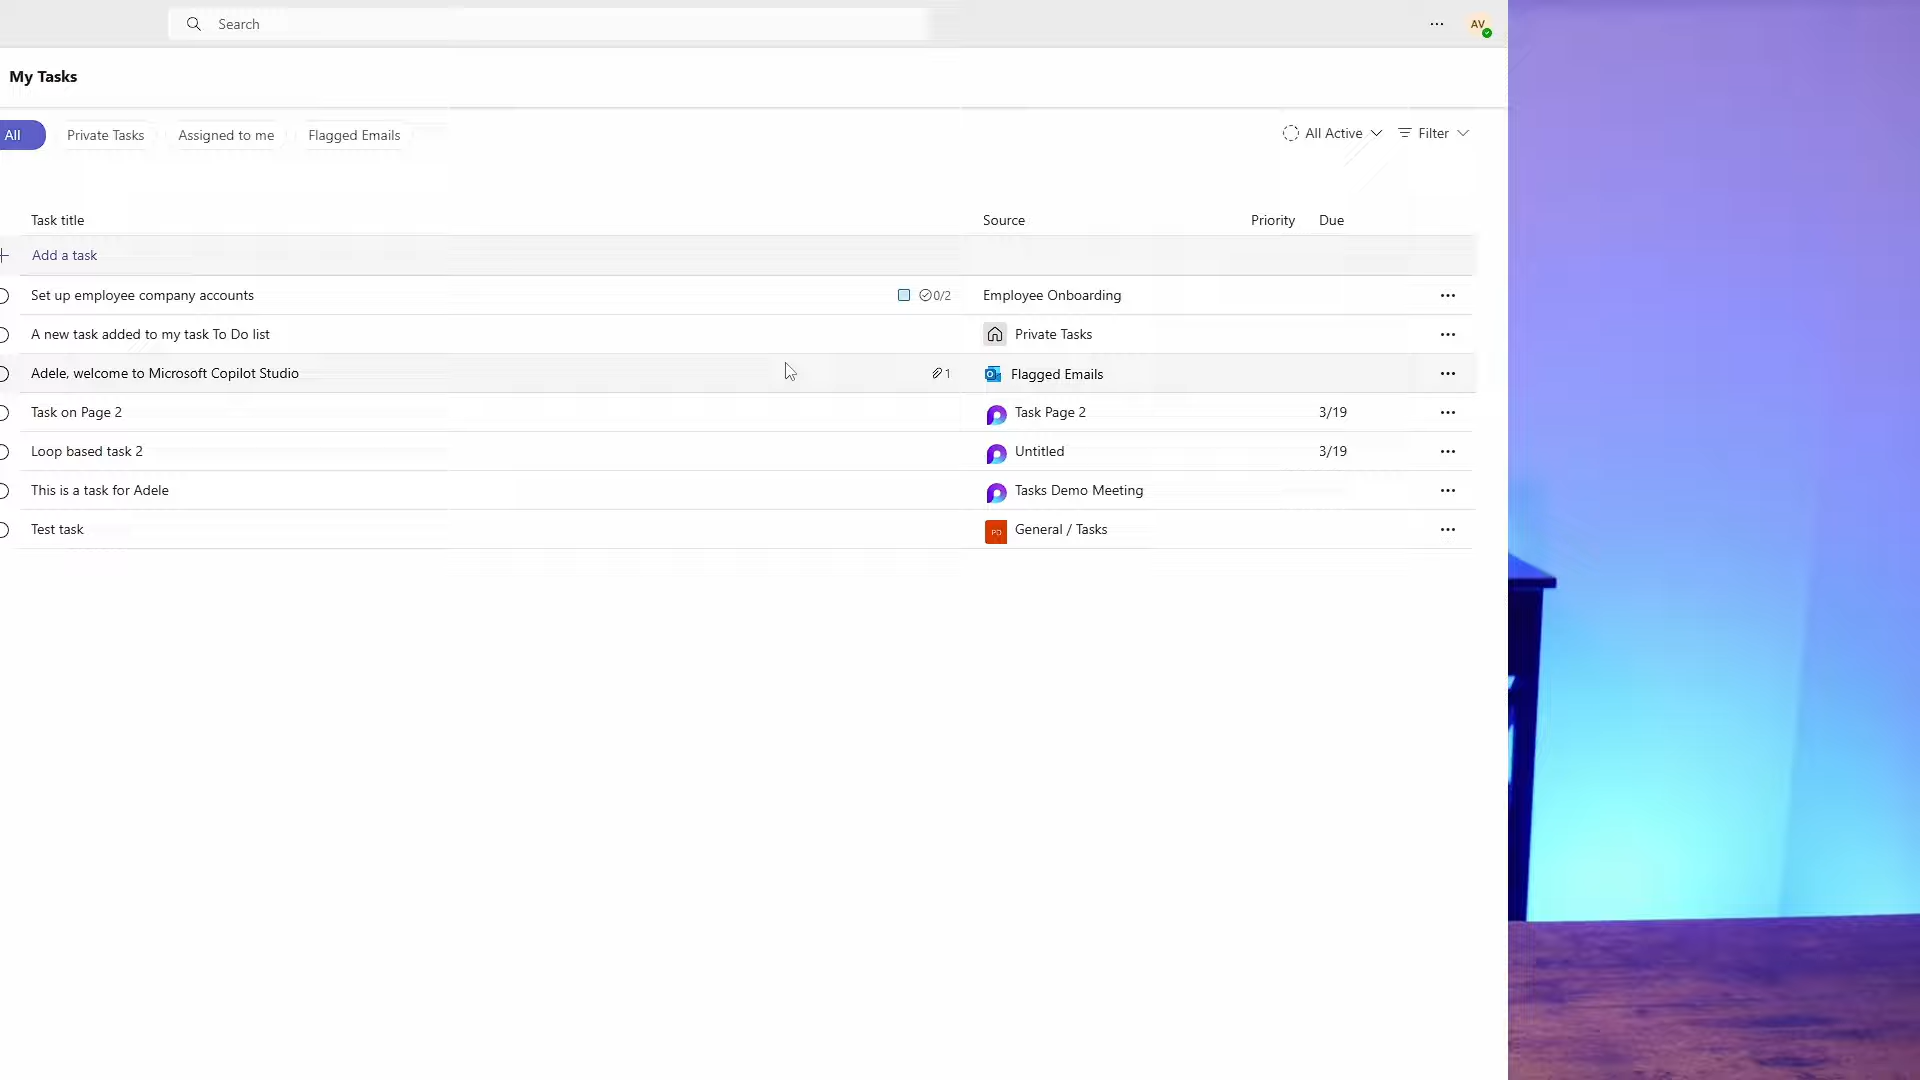 Search
AV
My Tasks
All Private Tasks Assigned to me Flagged Emails All Active Filter
Task title Source Priority Due
Add a task
Set up employee company accounts 0/2 Employee Onboarding
A new task added to my task To Do list Private Tasks
Adele, welcome to Microsoft Copilot Studio 1 Flagged Emails
Task on Page 2 Task Page 2 3/19
Loop based task 2 Untitled 3/19
This is a task for Adele Tasks Demo Meeting
Test task PO General / Tasks